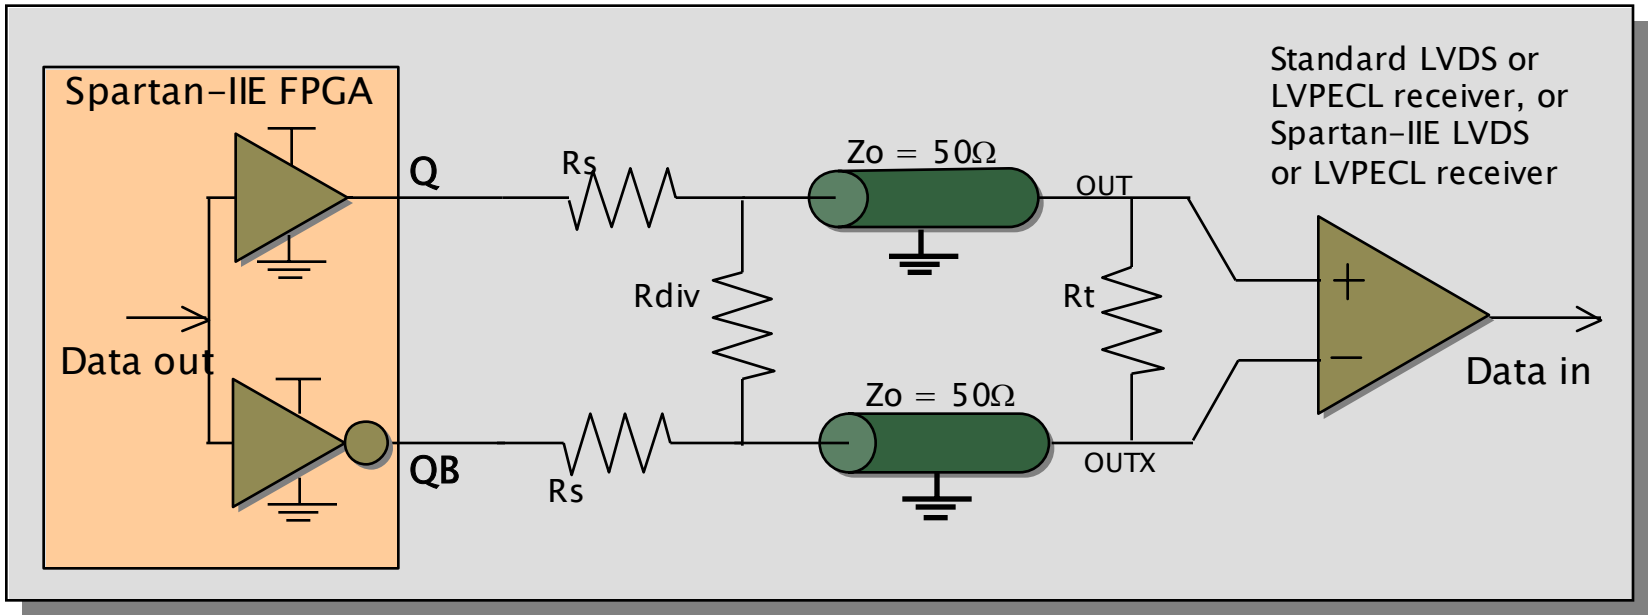 Standard LVDS or
LVPECL receiver, or
Spartan-IIE LVDS
or LVPECL receiver
Spartan-IIE FPGA
Q
Rs
Zo = 50Ω
OUT
Rdiv
Rt
+
−
Data out
Data in
Zo = 50Ω
QB
Rs
OUTX